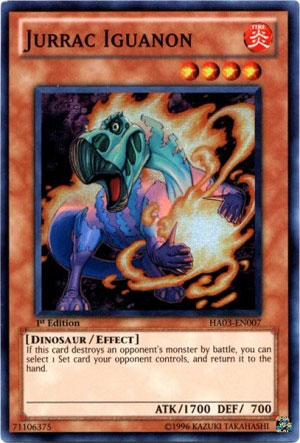 JURRAC IGUANON
FIRE
炎
1st Edition
HA03-EN007
[DINOSAUR / EFFECT]
If this card destroys an opponent's monster by battle, you can
select 1 Set card your opponent controls, and return it to
the hand.
ATK/1700 DEF/ 700
71106375
©1996 KAZUKI TAKAHASHI